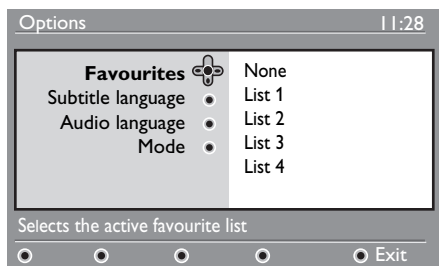 Options 11:28
Favourites
Subtitle language
Audio language
Mode
None
List 1
List 2
List 3
List 4
Selects the active favourite list
Exit